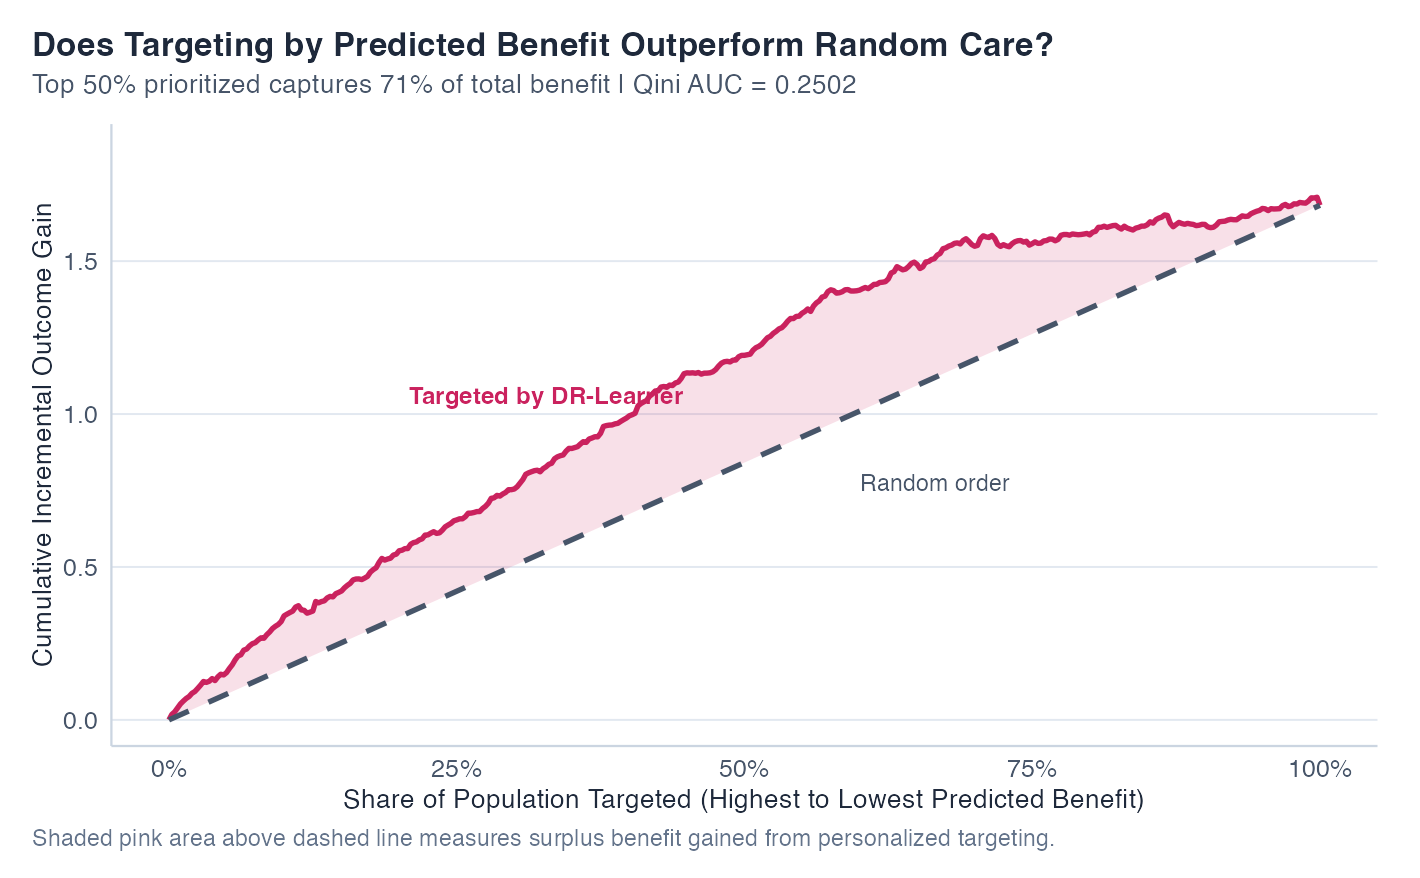 Does Targeting by Predicted Benefit Outperform Random Care?
Top 50% prioritized captures 71% of total benefit | Qini AUC = 0.2502
Cumulative Incremental Outcome Gain
1.5
1.0
0.5
0.0
Targeted by DR-Learner
Random order
0% 25% 50% 75% 100%
Share of Population Targeted (Highest to Lowest Predicted Benefit)
Shaded pink area above dashed line measures surplus benefit gained from personalized targeting.